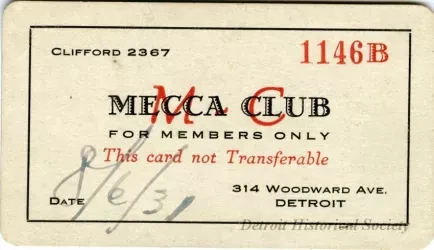 CLIFFORD 2367
1146B
M - C
MECCA CLUB
FOR MEMBERS ONLY
This card not Transferable
DATE 8/6/31
314 WOODWARD AVE.
DETROIT
Detroit Historical Society